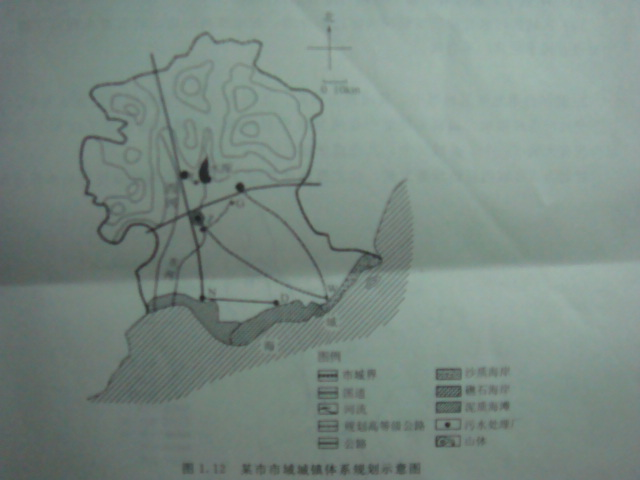 北
0 10km
G
N
D
海
域
图例
市域界
国道
河流
规划高等级公路
公路
沙质海岸
礁石海岸
泥质海滩
污水处理厂
山体
图 1.12 某市市域城镇体系规划示意图